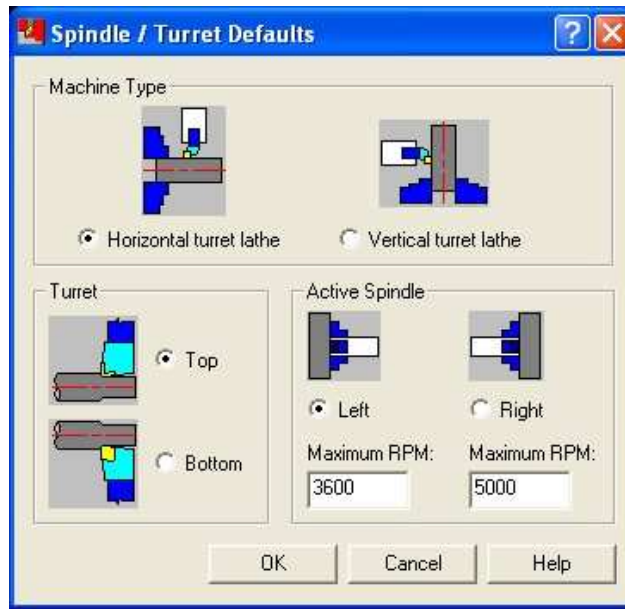 Spindle / Turret Defaults
Machine Type
Horizontal turret lathe
Vertical turret lathe
Turret
Top
Bottom
Active Spindle
Left
Right
Maximum RPM:
Maximum RPM:
3600
5000
OK
Cancel
Help